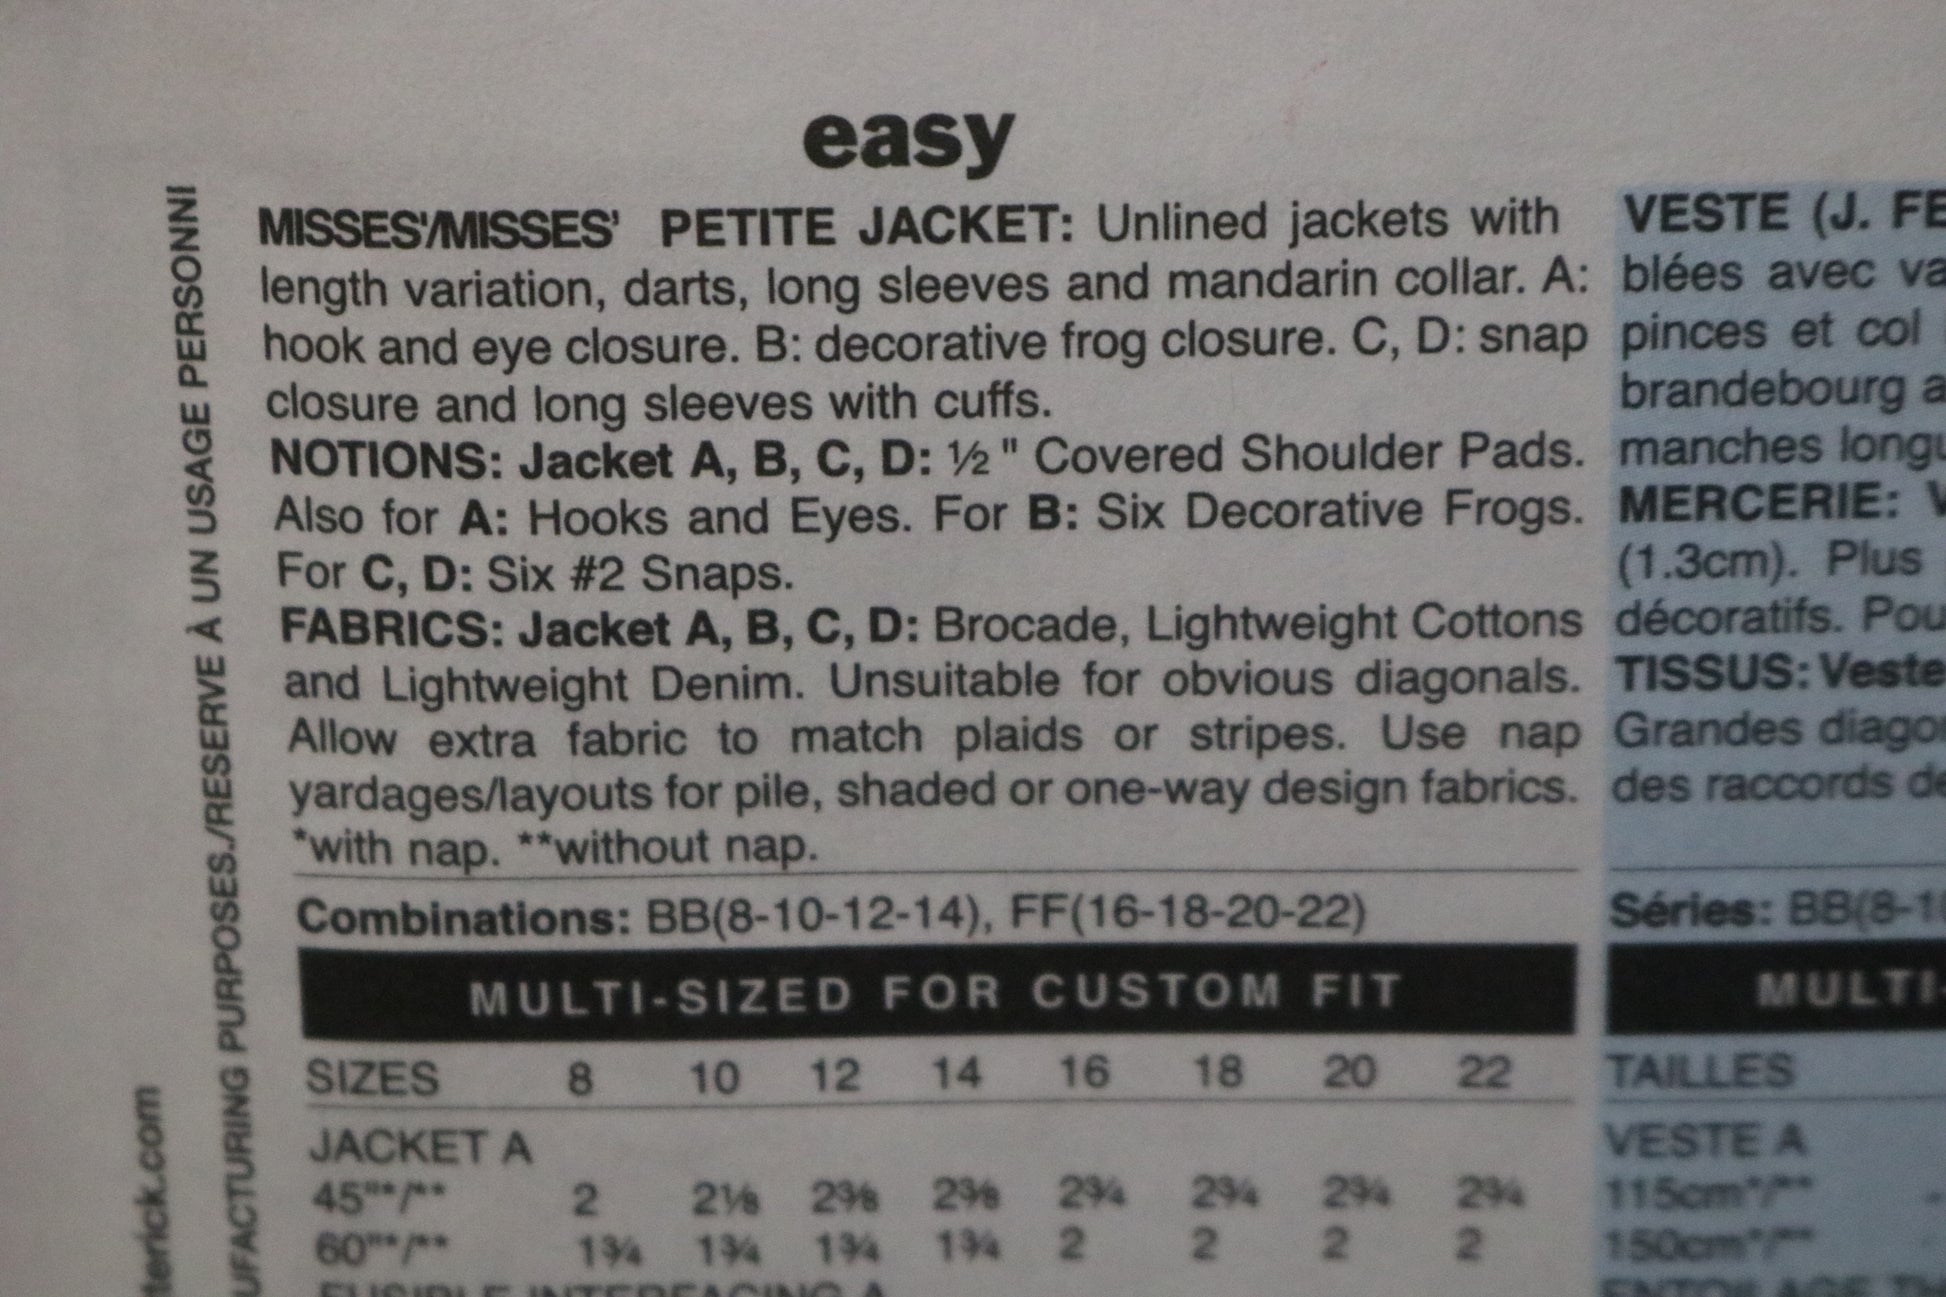 easy
MISSES'/MISSES' PETITE JACKET: Unlined jackets with
length variation, darts, long sleeves and mandarin collar. A:
hook and eye closure. B: decorative frog closure. C, D: snap
closure and long sleeves with cuffs.
NOTIONS: Jacket A, B, C, D: ½" Covered Shoulder Pads.
Also for A: Hooks and Eyes. For B: Six Decorative Frogs.
For C, D: Six #2 Snaps.
FABRICS: Jacket A, B, C, D: Brocade, Lightweight Cottons
and Lightweight Denim. Unsuitable for obvious diagonals.
Allow extra fabric to match plaids or stripes. Use nap
yardages/layouts for pile, shaded or one-way design fabrics.
*with nap. **without nap.
Combinations: BB(8-10-12-14), FF(16-18-20-22)
MULTI-SIZED FOR CUSTOM FIT
SIZES 8 10 12 14 16 18 20 22
JACKET A
45"*/** 2 2⅛ 2⅜ 2⅜ 2¾ 2¾ 2¾ 2¾
60"*/** 1¾ 1¾ 1¾ 1¾ 2 2 2 2
FUSIBLE INTERFACING A
VESTE (J. FE
blées avec va
pinces et col
brandebourg a
manches longu
MERCERIE: V
(1.3cm). Plus
décoratifs. Pou
TISSUS: Veste
Grandes diagon
des raccords de
Séries: BB(8-10
MULTI-
TAILLES
VESTE A
115cm*/**
150cm*/**
ENTOILAGE TH
UFACTURING PURPOSES./RESERVE À UN USAGE PERSONNI
tterick.com